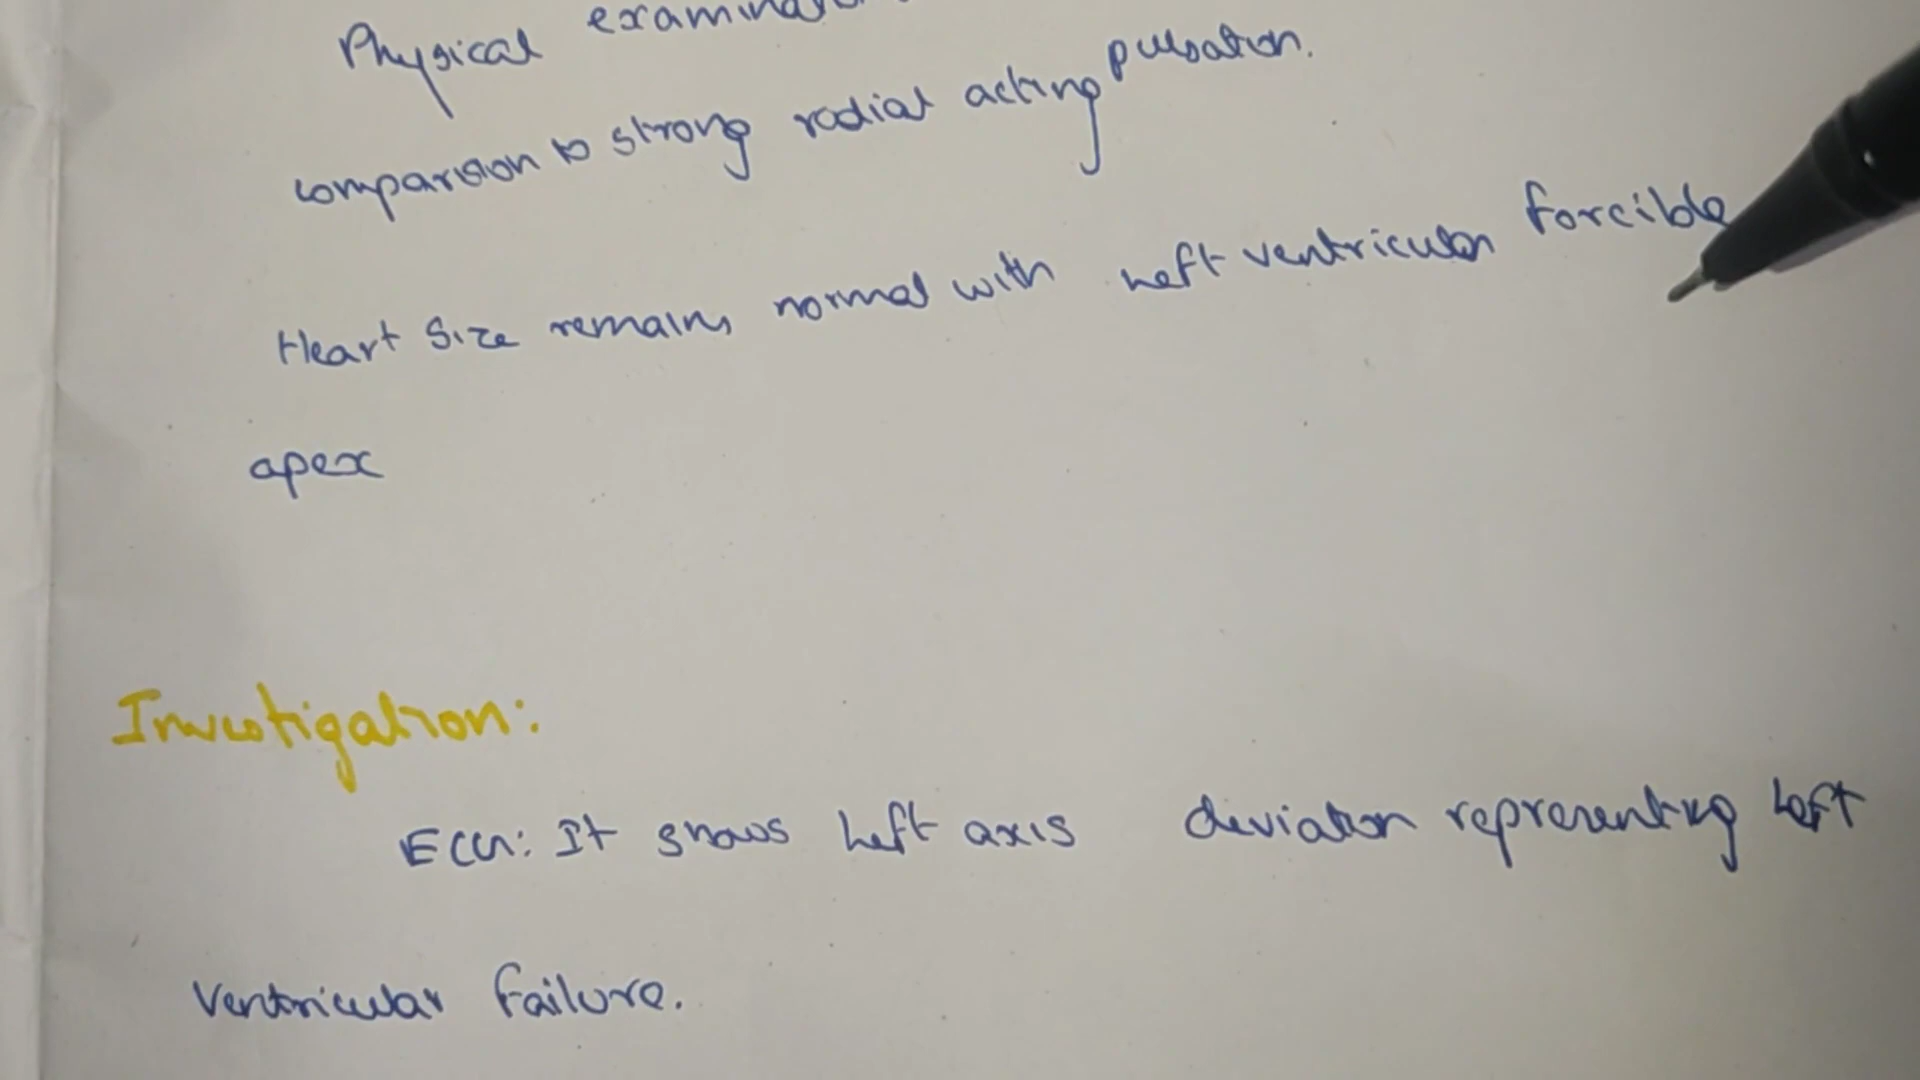 Physical
comparision to strong radial acting pulsation.
Heart Size remains normal with Left ventricular forcible
apex
Investigation:
ECG: It shows Left axis deviation representing Left
Ventricular Failure.